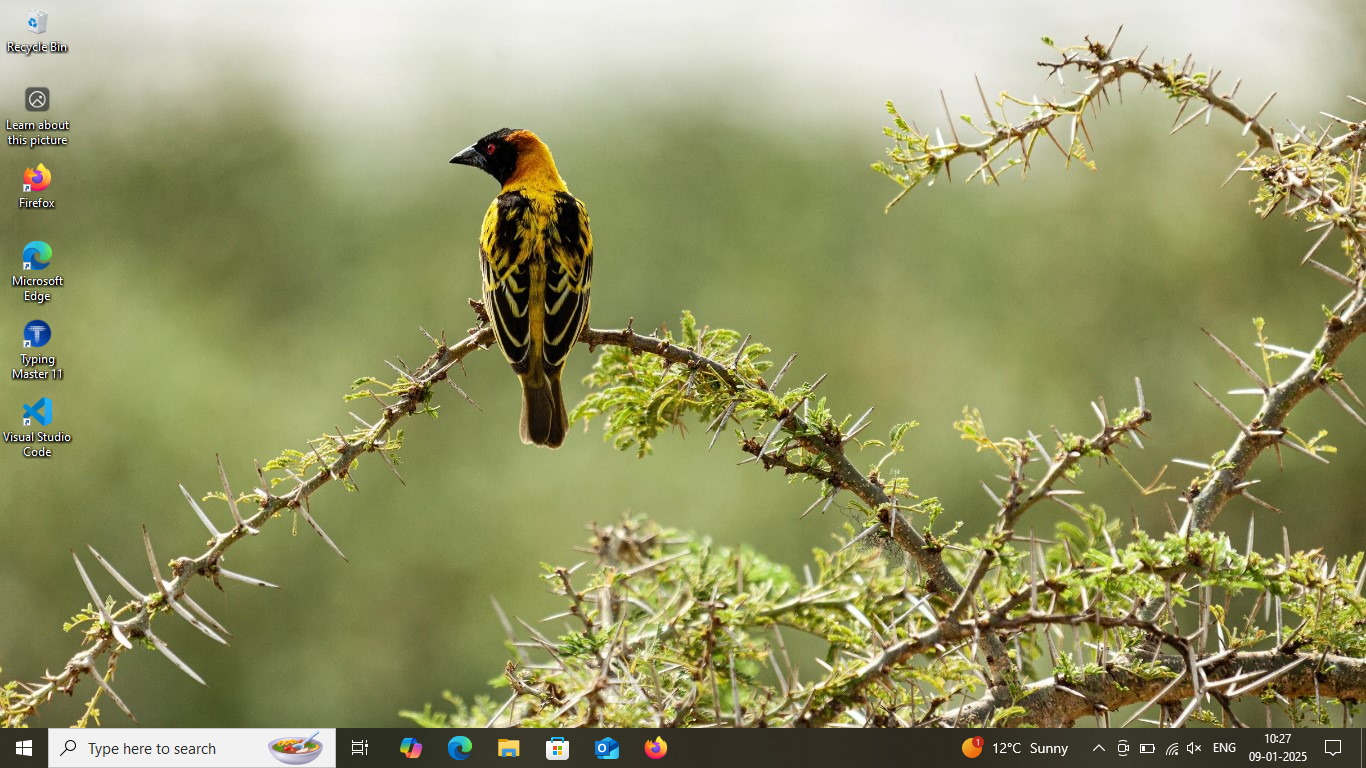 Recycle Bin
Learn about
this picture
Firefox
Microsoft
Edge
Typing
Master 11
Visual Studio
Code
Type here to search
1
12°C Sunny
ENG
10:27
09-01-2025